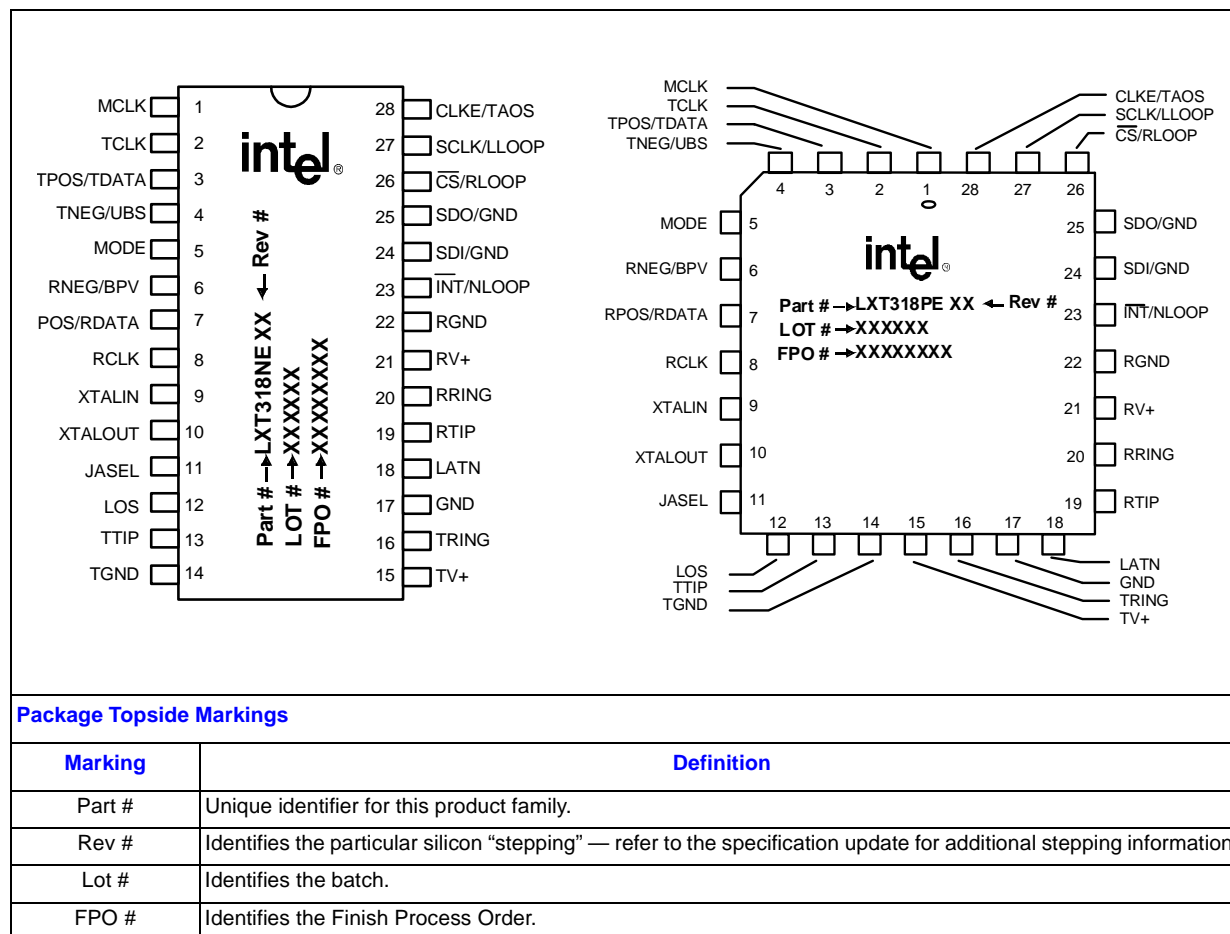 MCLK 1
TCLK 2
TPOS/TDATA 3
TNEG/UBS 4
MODE 5
RNEG/BPV 6
POS/RDATA 7
RCLK 8
XTALIN 9
XTALOUT 10
JASEL 11
LOS 12
TTIP 13
TGND 14
intel®
Part # → LXT318NE XX ← Rev #
LOT # → XXXXXX
FPO # → XXXXXXXX
28 CLKE/TAOS
27 SCLK/LLOOP
26 C̅S̅/RLOOP
25 SDO/GND
24 SDI/GND
23 I̅N̅T̅/NLOOP
22 RGND
21 RV+
20 RRING
19 RTIP
18 LATN
17 GND
16 TRING
15 TV+
MCLK
TCLK
TPOS/TDATA
TNEG/UBS
CLKE/TAOS
SCLK/LLOOP
C̅S̅/RLOOP
4 3 2 1 28 27 26
MODE 5
RNEG/BPV 6
RPOS/RDATA 7
RCLK 8
XTALIN 9
XTALOUT 10
JASEL 11
intel®
Part # → LXT318PE XX ← Rev #
LOT # → XXXXXX
FPO # → XXXXXXXX
25 SDO/GND
24 SDI/GND
23 I̅N̅T̅/NLOOP
22 RGND
21 RV+
20 RRING
19 RTIP
12 13 14 15 16 17 18
LOS
TTIP
TGND
LATN
GND
TRING
TV+
Package Topside Markings
Marking Definition
Part # Unique identifier for this product family.
Rev # Identifies the particular silicon “stepping” — refer to the specification update for additional stepping information
Lot # Identifies the batch.
FPO # Identifies the Finish Process Order.